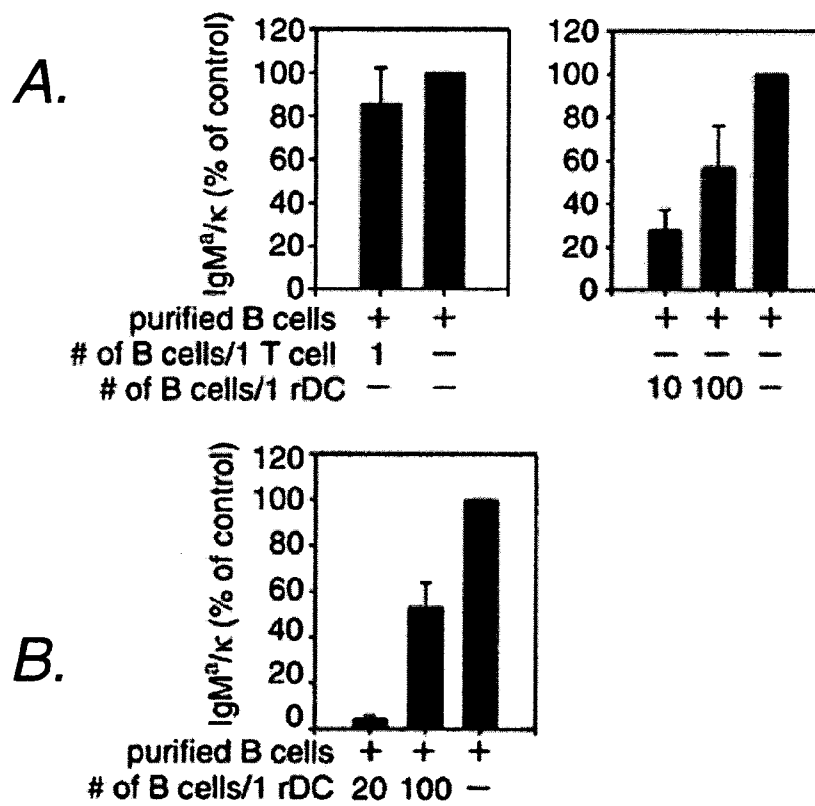 A.
IgMᵃ/κ (% of control)
120
100
80
60
40
20
0
purified B cells + +
# of B cells/1 T cell 1 –
# of B cells/1 rDC – –
120
100
80
60
40
20
0
+ + +
– – –
10 100 –
B.
IgMᵃ/κ (% of control)
120
100
80
60
40
20
0
purified B cells + + +
# of B cells/1 rDC 20 100 –